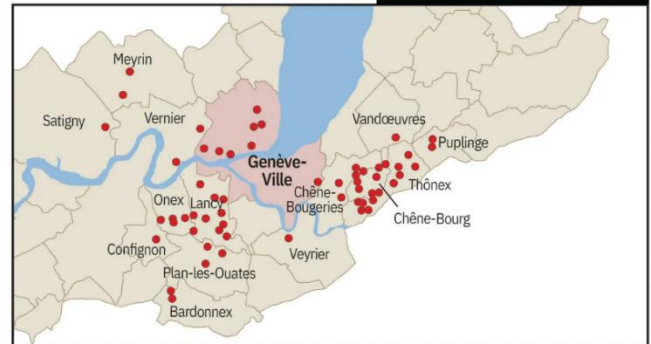 Meyrin
Satigny
Vernier
Vandœuvres
Puplinge
Genève-
Ville
Chêne-
Bougeries
Thônex
Chêne-Bourg
Onex
Lancy
Confignon
Veyrier
Plan-les-Ouates
Bardonnex